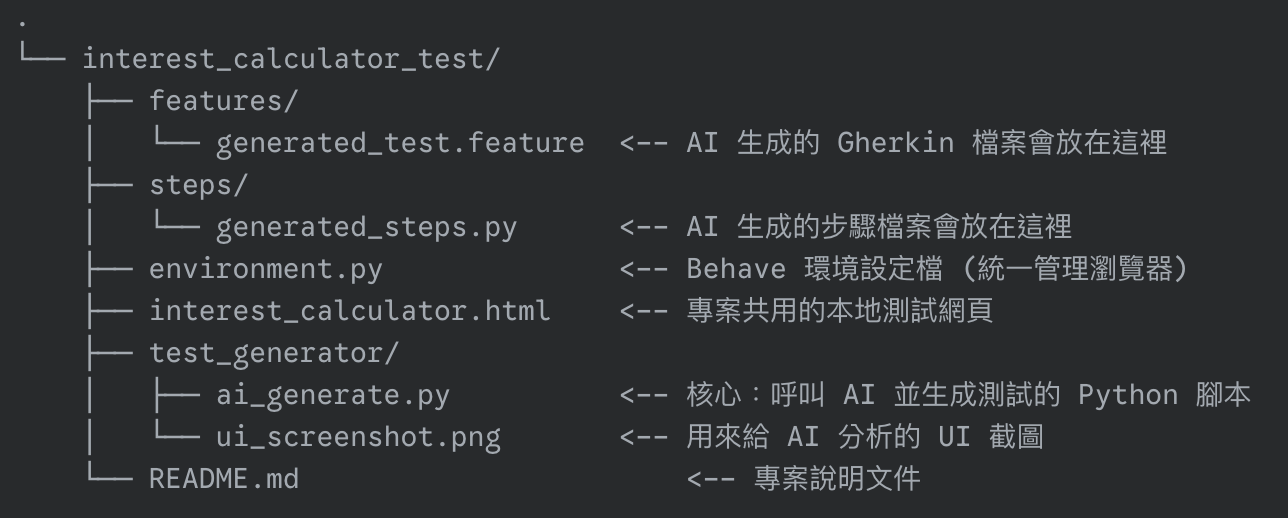 .
└── interest_calculator_test/
    ├── features/
    │   └── generated_test.feature  <-- AI 生成的 Gherkin 檔案會放在這裡
    ├── steps/
    │   └── generated_steps.py      <-- AI 生成的步驟檔案會放在這裡
    ├── environment.py              <-- Behave 環境設定檔 (統一管理瀏覽器)
    ├── interest_calculator.html    <-- 專案共用的本地測試網頁
    ├── test_generator/
    │   ├── ai_generate.py          <-- 核心：呼叫 AI 並生成測試的 Python 腳本
    │   └── ui_screenshot.png       <-- 用來給 AI 分析的 UI 截圖
    └── README.md                       <-- 專案說明文件